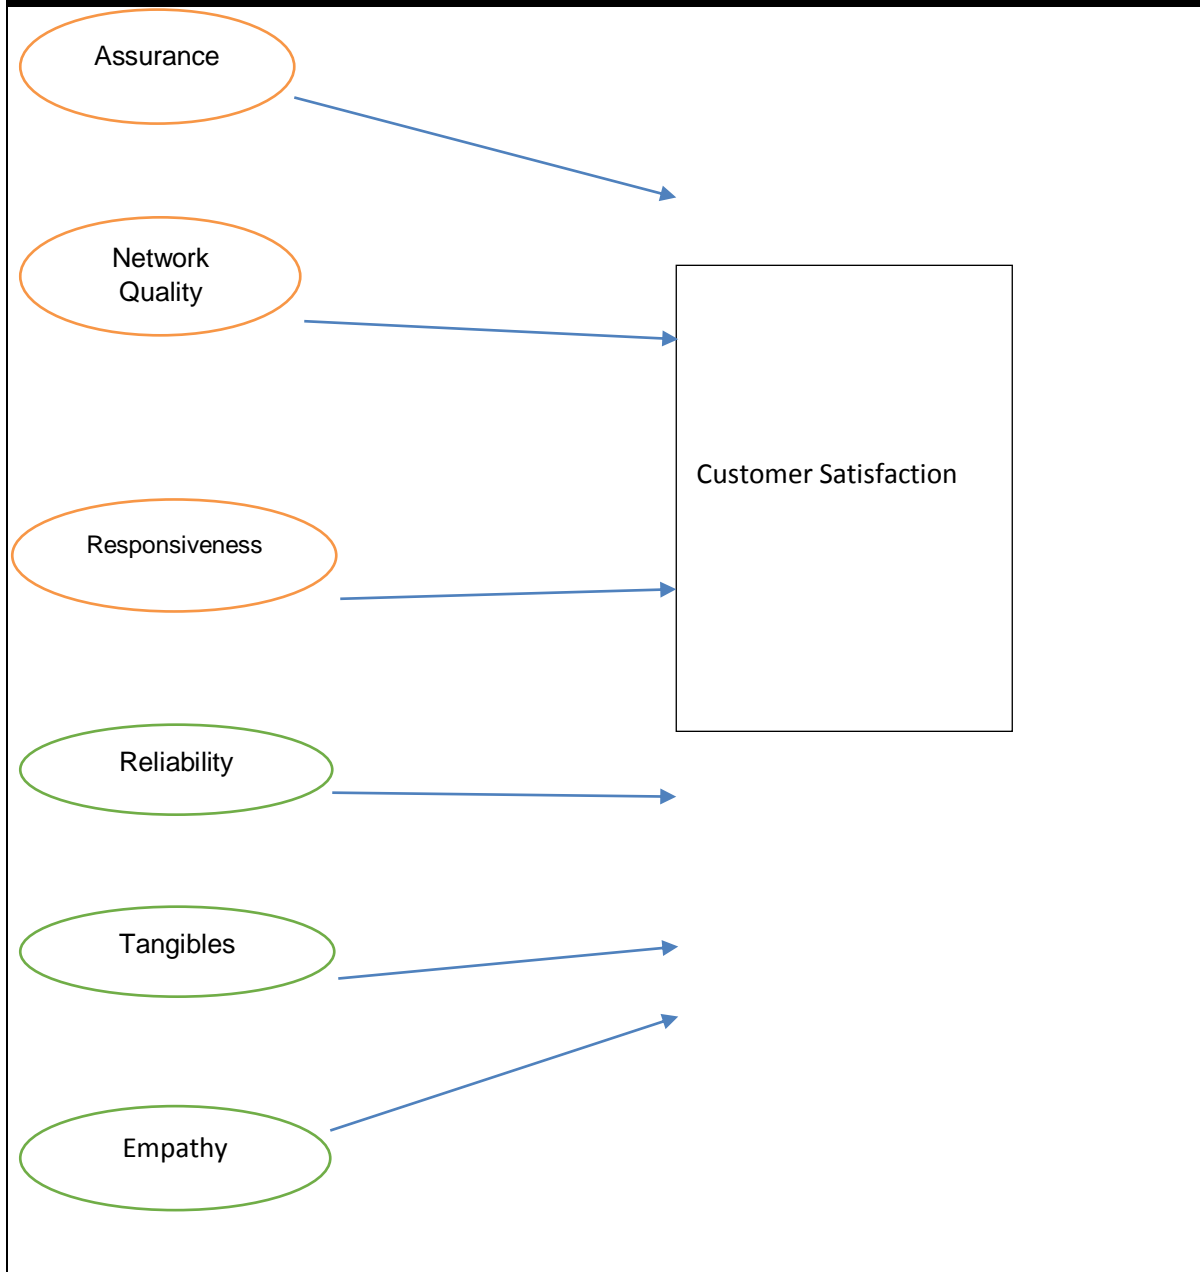 Assurance
Network
Quality
Customer Satisfaction
Responsiveness
Reliability
Tangibles
Empathy